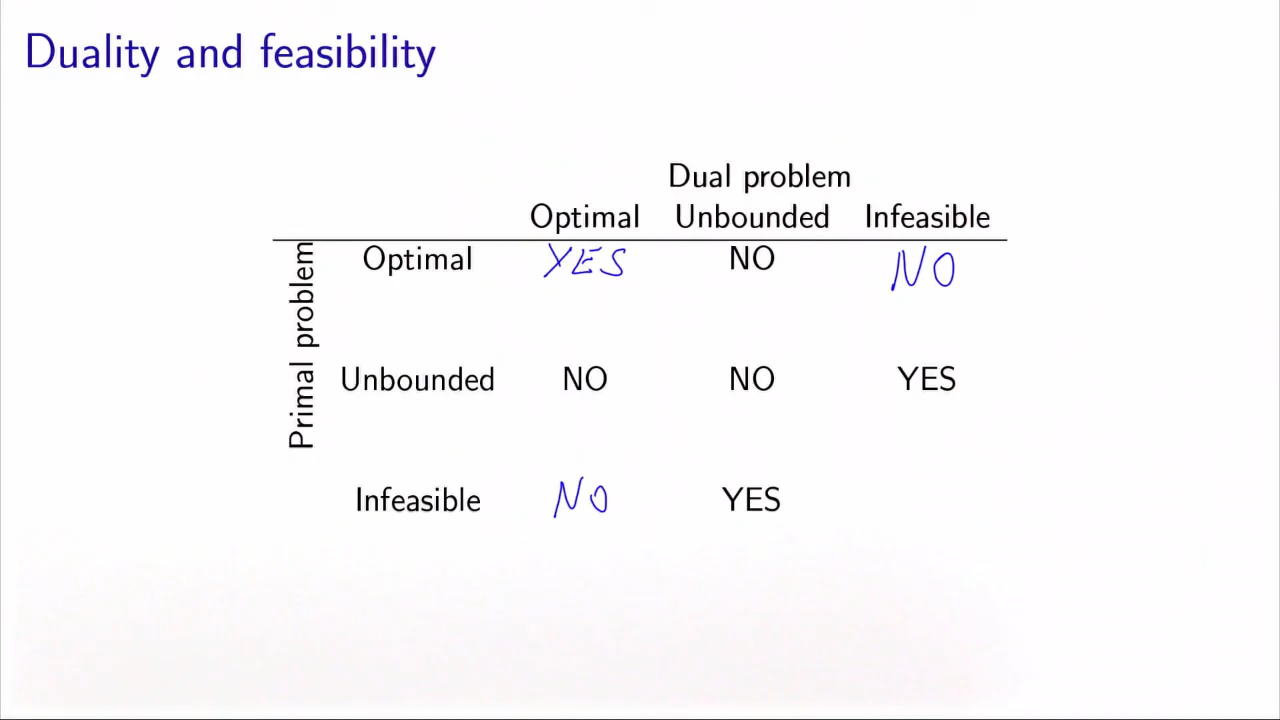 Duality and feasibility
Dual problem
Optimal Unbounded Infeasible
Primal problem
Optimal YES NO NO
Unbounded NO NO YES
Infeasible NO YES